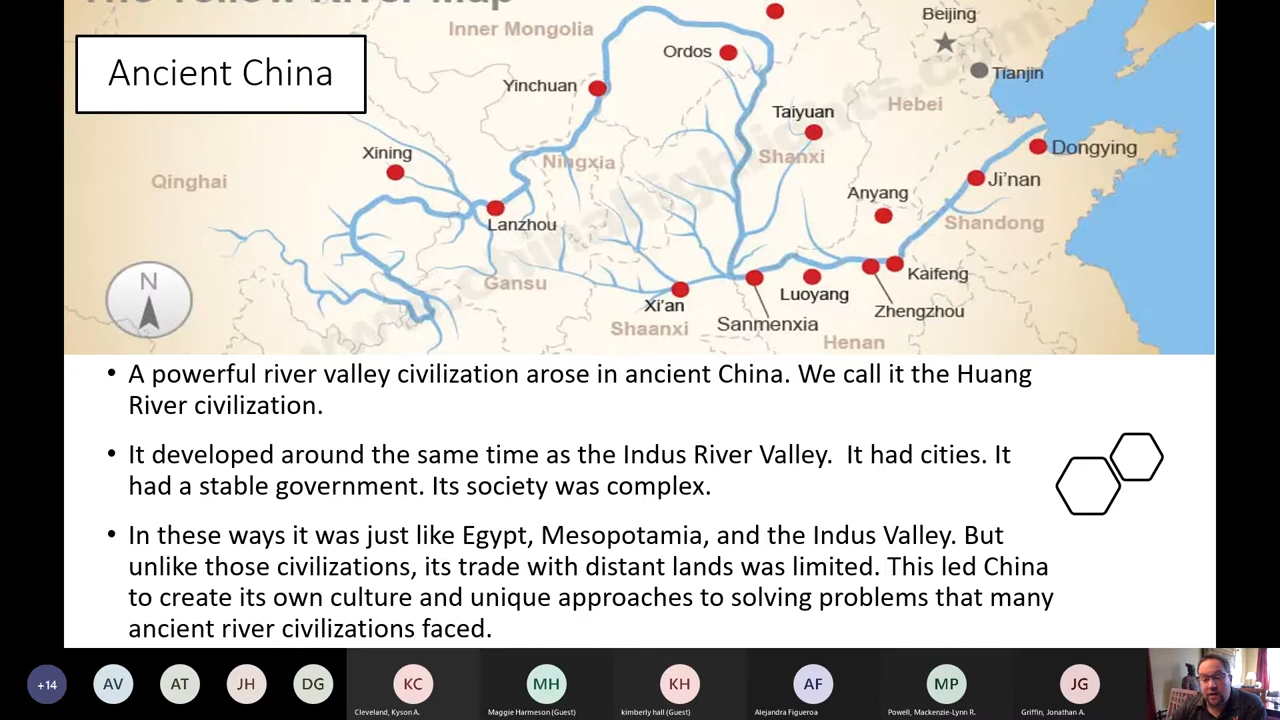 The Yellow River Map
Ancient China
Inner Mongolia
Beijing
Ordos
Tianjin
Yinchuan
Hebei
Taiyuan
Xining
Ningxia
Shanxi
Dongying
Qinghai
Ji'nan
Anyang
Lanzhou
Shandong
N
Gansu
Kaifeng
Xi'an
Luoyang
Zhengzhou
Shaanxi
Sanmenxia
Henan
• A powerful river valley civilization arose in ancient China. We call it the Huang
River civilization.
• It developed around the same time as the Indus River Valley.  It had cities. It
had a stable government. Its society was complex.
• In these ways it was just like Egypt, Mesopotamia, and the Indus Valley. But
unlike those civilizations, its trade with distant lands was limited. This led China
to create its own culture and unique approaches to solving problems that many
ancient river civilizations faced.
+14 AV AT JH DG KC MH KH AF MP JG
Cleveland, Kyson A. Maggie Harmeson (Guest) kimberly hall (Guest) Alejandra Figueroa Powell, Mackenzie-Lynn R. Griffin, Jonathan A.